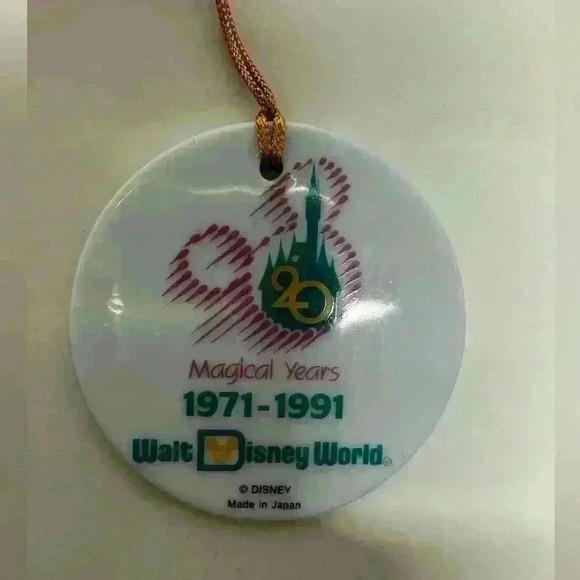 20
Magical Years
1971-1991
Walt Disney World®
© DISNEY
Made in Japan